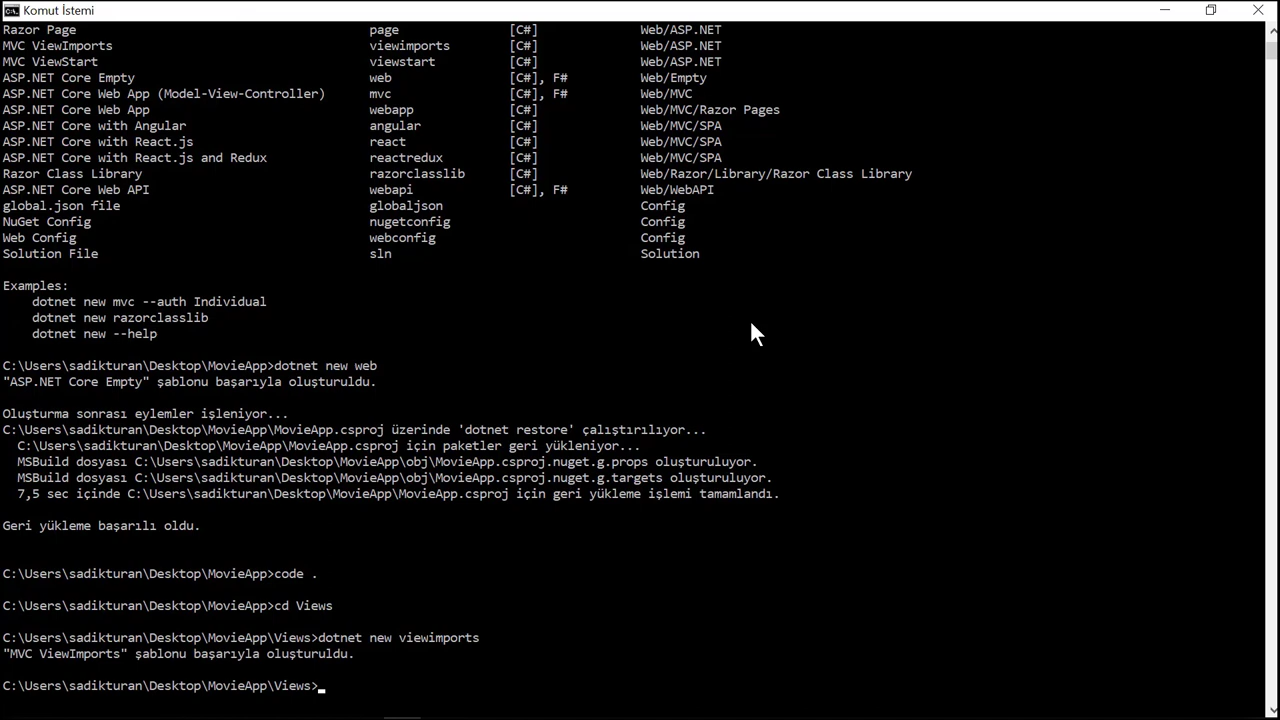 Komut İstemi
Razor Page page [C#] Web/ASP.NET
MVC ViewImports viewimports [C#] Web/ASP.NET
MVC ViewStart viewstart [C#] Web/ASP.NET
ASP.NET Core Empty web [C#], F# Web/Empty
ASP.NET Core Web App (Model-View-Controller) mvc [C#], F# Web/MVC
ASP.NET Core Web App webapp [C#] Web/MVC/Razor Pages
ASP.NET Core with Angular angular [C#] Web/MVC/SPA
ASP.NET Core with React.js react [C#] Web/MVC/SPA
ASP.NET Core with React.js and Redux reactredux [C#] Web/MVC/SPA
Razor Class Library razorclasslib [C#] Web/Razor/Library/Razor Class Library
ASP.NET Core Web API webapi [C#], F# Web/WebAPI
global.json file globaljson Config
NuGet Config nugetconfig Config
Web Config webconfig Config
Solution File sln Solution
Examples:
dotnet new mvc --auth Individual
dotnet new razorclasslib
dotnet new --help
C:\Users\sadikturan\Desktop\MovieApp>dotnet new web
"ASP.NET Core Empty" şablonu başarıyla oluşturuldu.
Oluşturma sonrası eylemler işleniyor...
C:\Users\sadikturan\Desktop\MovieApp\MovieApp.csproj üzerinde 'dotnet restore' çalıştırılıyor...
C:\Users\sadikturan\Desktop\MovieApp\MovieApp.csproj için paketler geri yükleniyor...
MSBuild dosyası C:\Users\sadikturan\Desktop\MovieApp\obj\MovieApp.csproj.nuget.g.props oluşturuluyor.
MSBuild dosyası C:\Users\sadikturan\Desktop\MovieApp\obj\MovieApp.csproj.nuget.g.targets oluşturuluyor.
7,5 sec içinde C:\Users\sadikturan\Desktop\MovieApp\MovieApp.csproj için geri yükleme işlemi tamamlandı.
Geri yükleme başarılı oldu.
C:\Users\sadikturan\Desktop\MovieApp>code .
C:\Users\sadikturan\Desktop\MovieApp>cd Views
C:\Users\sadikturan\Desktop\MovieApp\Views>dotnet new viewimports
"MVC ViewImports" şablonu başarıyla oluşturuldu.
C:\Users\sadikturan\Desktop\MovieApp\Views>